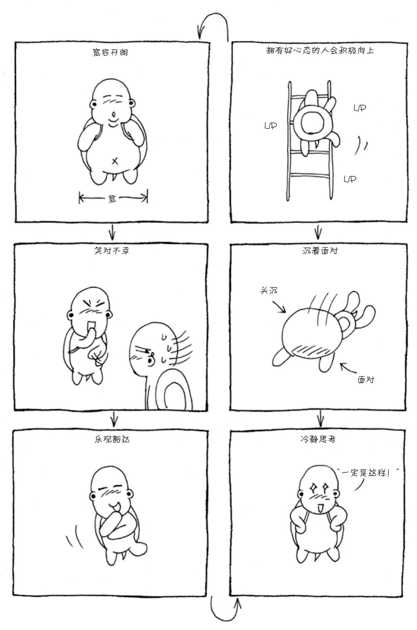 宽容开阔
宽
笑对不幸
乐观豁达
拥有好心态的人会积极向上
UP
UP
UP
沉着面对
头沉
面对
冷静思考
"一定是这样！"